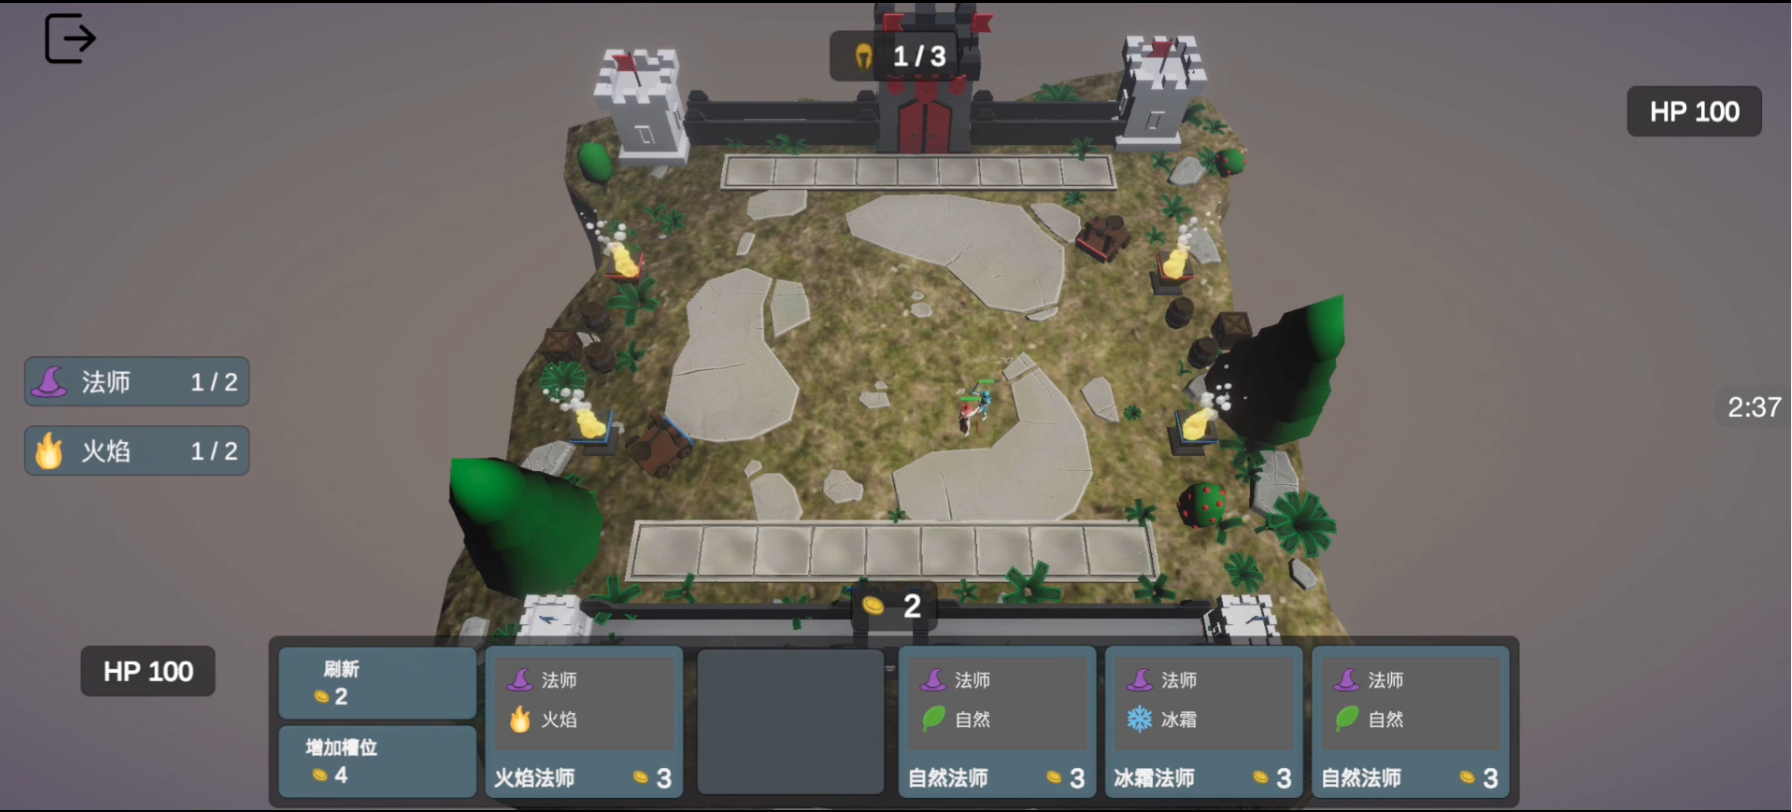 1 / 3
HP 100
法师 1 / 2
火焰 1 / 2
2:37
2
HP 100
刷新
2
增加槽位
4
法师
火焰
火焰法师 3
法师
自然
自然法师 3
法师
冰霜
冰霜法师 3
法师
自然
自然法师 3